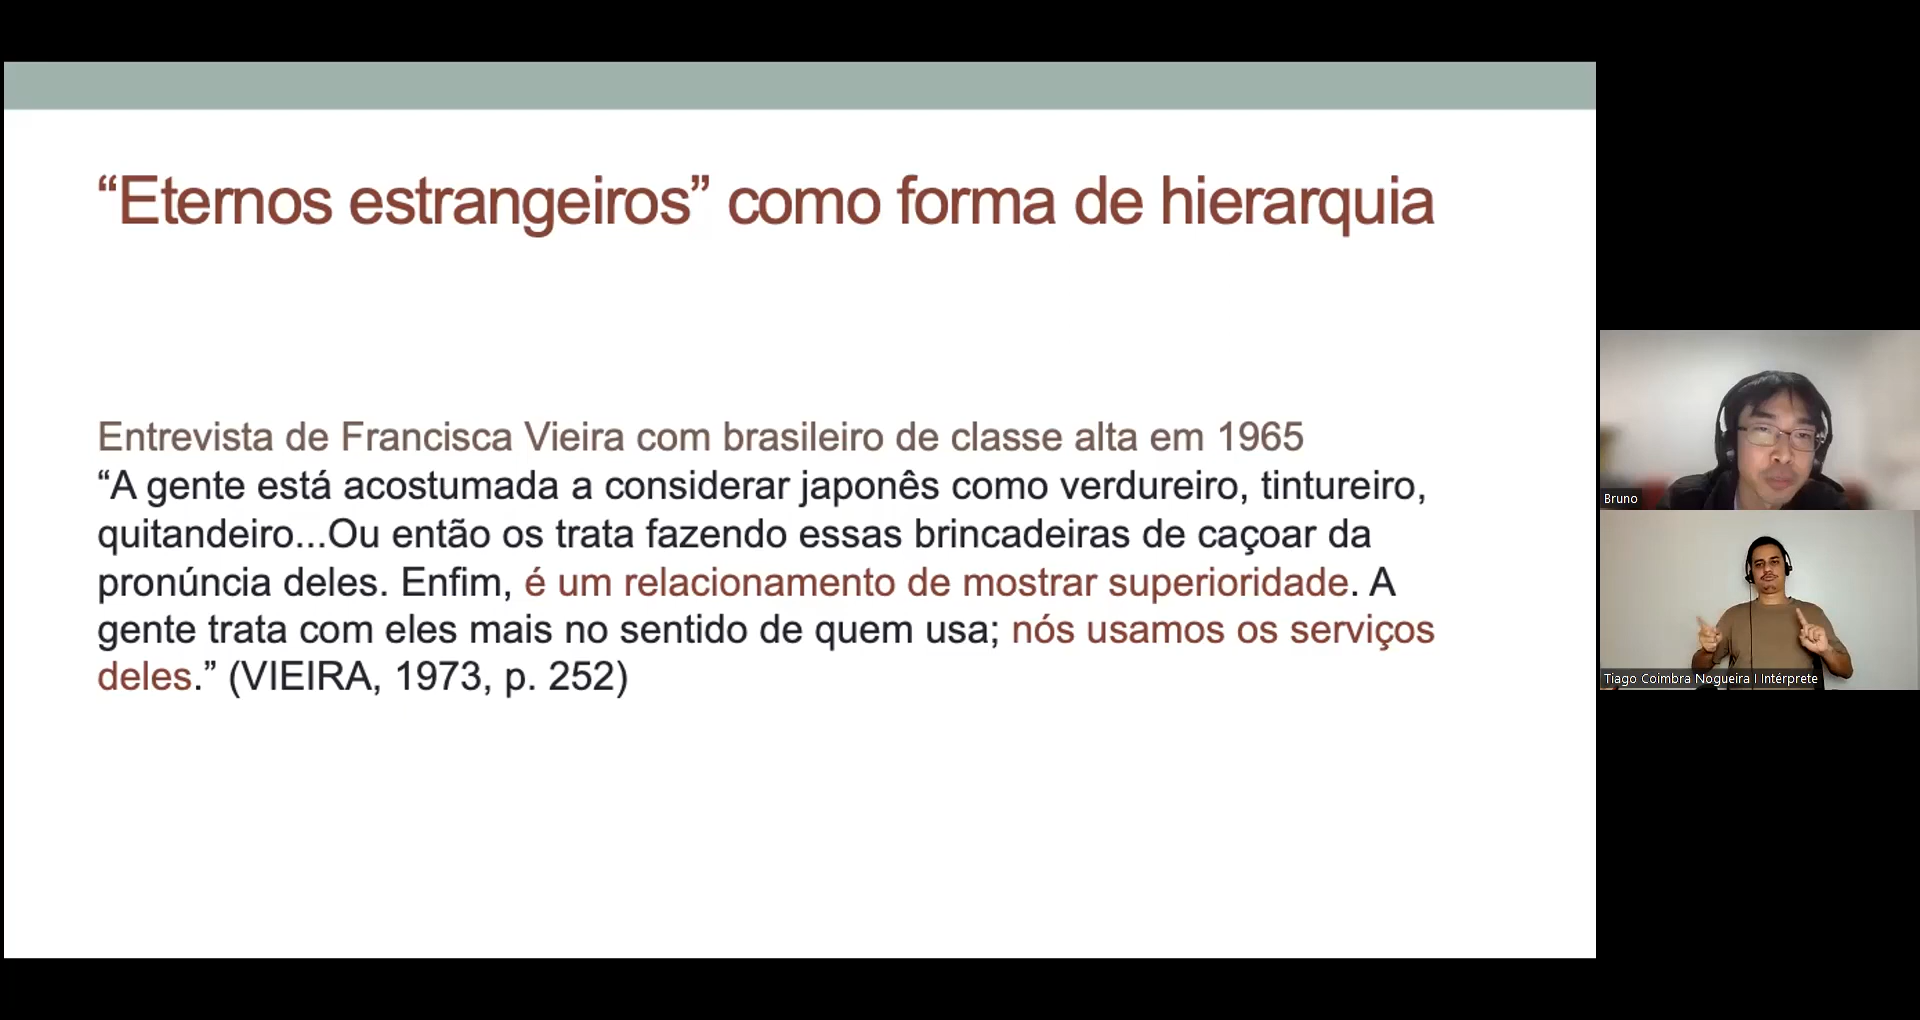 “Eternos estrangeiros” como forma de hierarquia
Entrevista de Francisca Vieira com brasileiro de classe alta em 1965
“A gente está acostumada a considerar japonês como verdureiro, tintureiro,
quitandeiro...Ou então os trata fazendo essas brincadeiras de caçoar da
pronúncia deles. Enfim, é um relacionamento de mostrar superioridade. A
gente trata com eles mais no sentido de quem usa; nós usamos os serviços
deles.” (VIEIRA, 1973, p. 252)
Bruno
Tiago Coimbra Nogueira I Intérprete